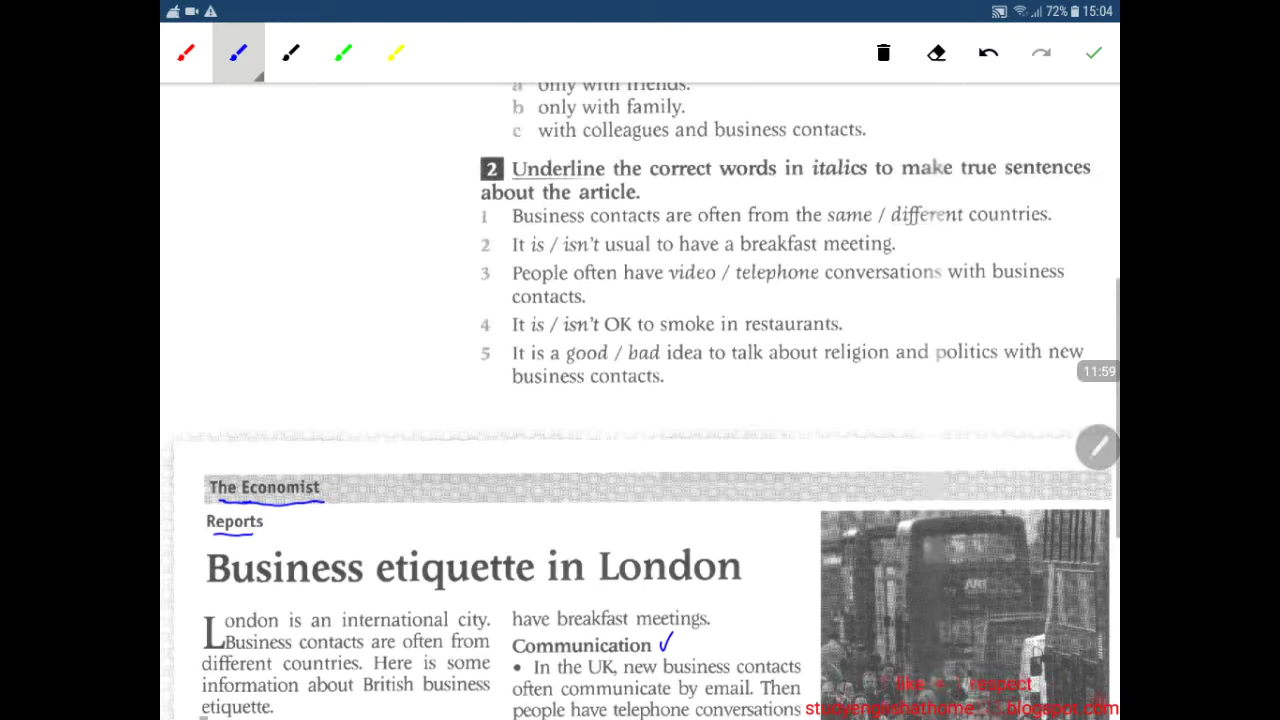 72% 15:04
a only with friends.
b only with family.
c with colleagues and business contacts.
2 Underline the correct words in italics to make true sentences
about the article.
1 Business contacts are often from the same / different countries.
2 It is / isn't usual to have a breakfast meeting.
3 People often have video / telephone conversations with business
contacts.
4 It is / isn't OK to smoke in restaurants.
5 It is a good / bad idea to talk about religion and politics with new
business contacts.
11:59
The Economist
Reports
Business etiquette in London
London is an international city.
Business contacts are often from
different countries. Here is some
information about British business
etiquette.
have breakfast meetings.
Communication
• In the UK, new business contacts
often communicate by email. Then
people have telephone conversations
ART
like = respect
studyenglishathome blogspot.com